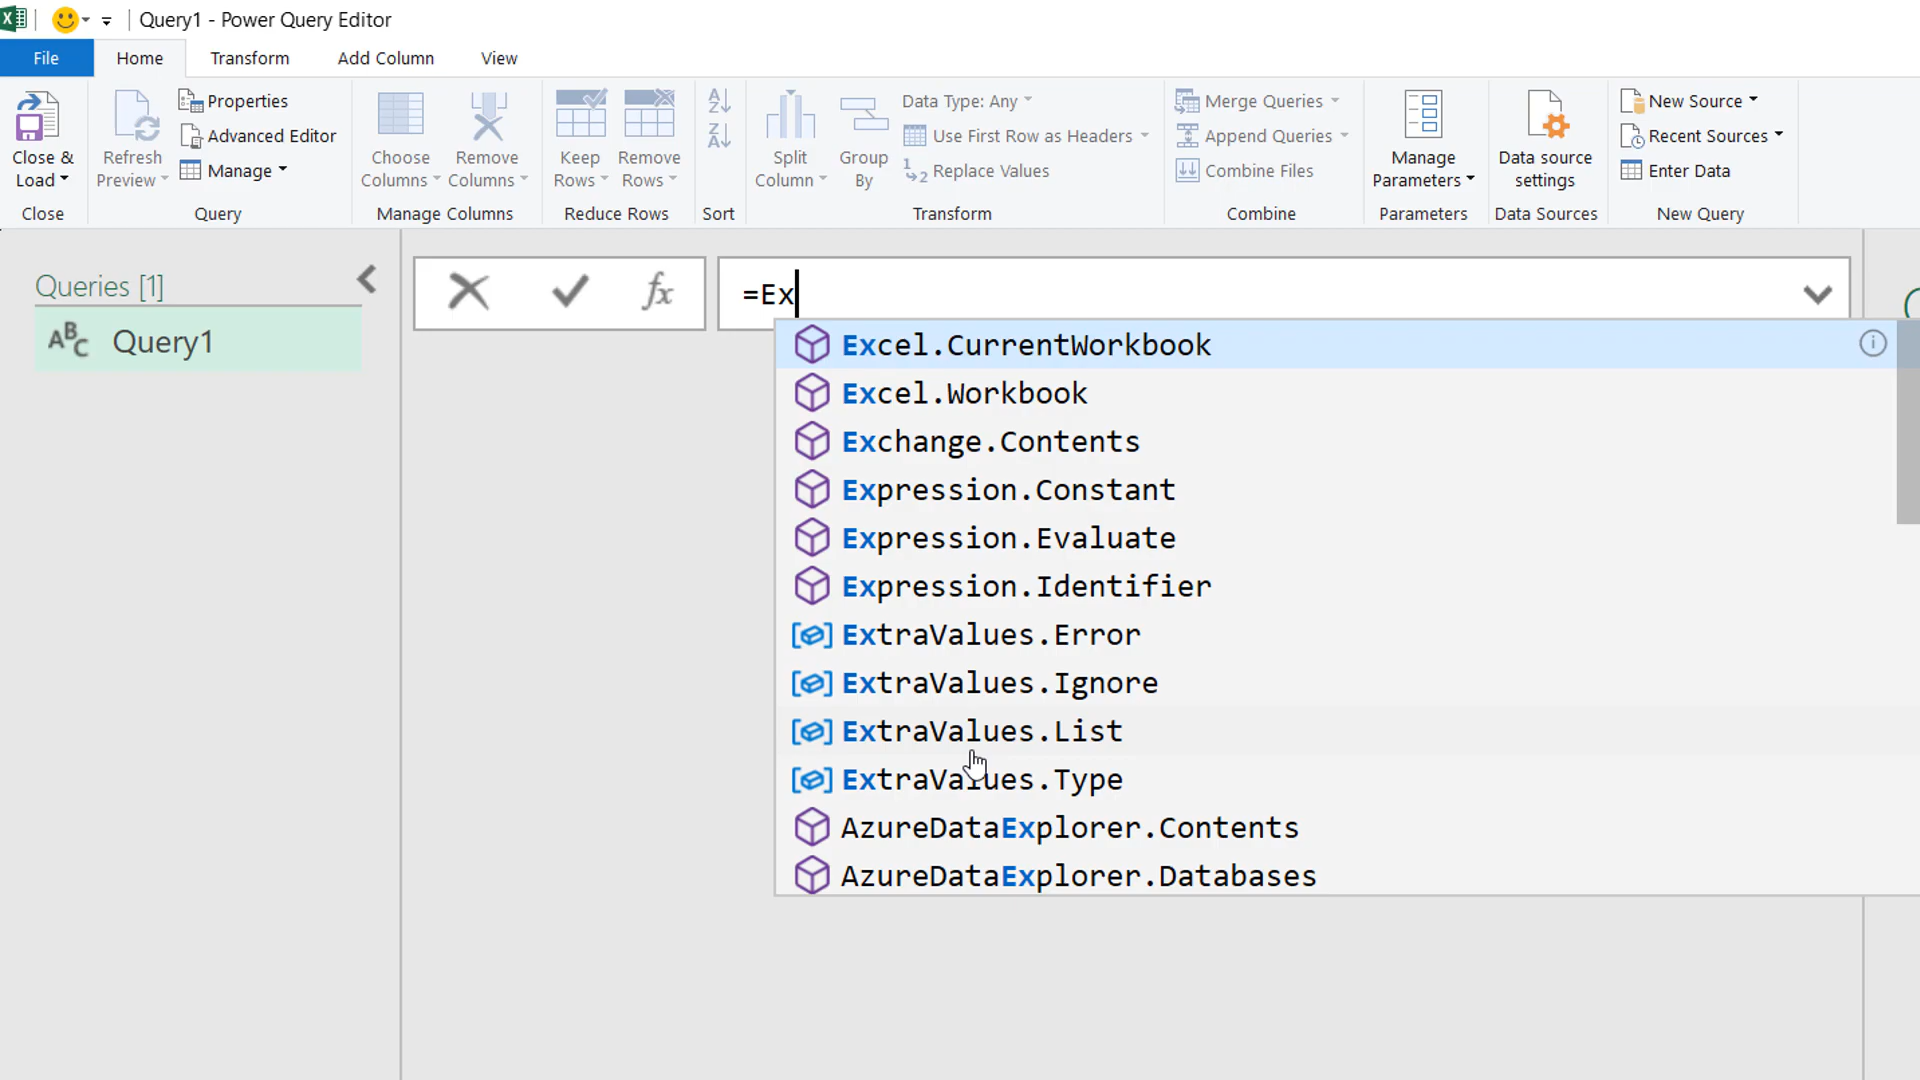 Query1 - Power Query Editor
File Home Transform Add Column View
Close & Load
Refresh Preview
Properties
Advanced Editor
Manage
Choose Columns
Remove Columns
Keep Rows
Remove Rows
Split Column
Group By
Data Type: Any
Use First Row as Headers
Replace Values
Merge Queries
Append Queries
Combine Files
Manage Parameters
Data source settings
New Source
Recent Sources
Enter Data
Close Query Manage Columns Reduce Rows Sort Transform Combine Parameters Data Sources New Query
Queries [1]
ABC Query1
fx
=Ex
Excel.CurrentWorkbook
Excel.Workbook
Exchange.Contents
Expression.Constant
Expression.Evaluate
Expression.Identifier
ExtraValues.Error
ExtraValues.Ignore
ExtraValues.List
ExtraValues.Type
AzureDataExplorer.Contents
AzureDataExplorer.Databases